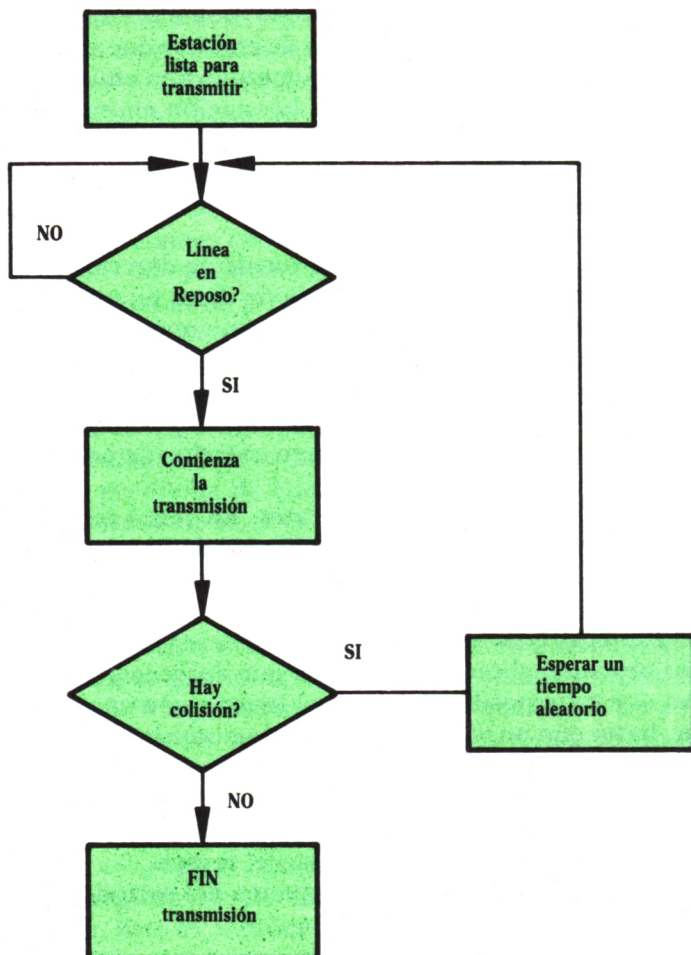 Estación
lista para
transmitir
NO
Línea
en
Reposo?
SI
Comienza
la
transmisión
Hay
colisión?
SI
Esperar un
tiempo
aleatorio
NO
FIN
transmisión